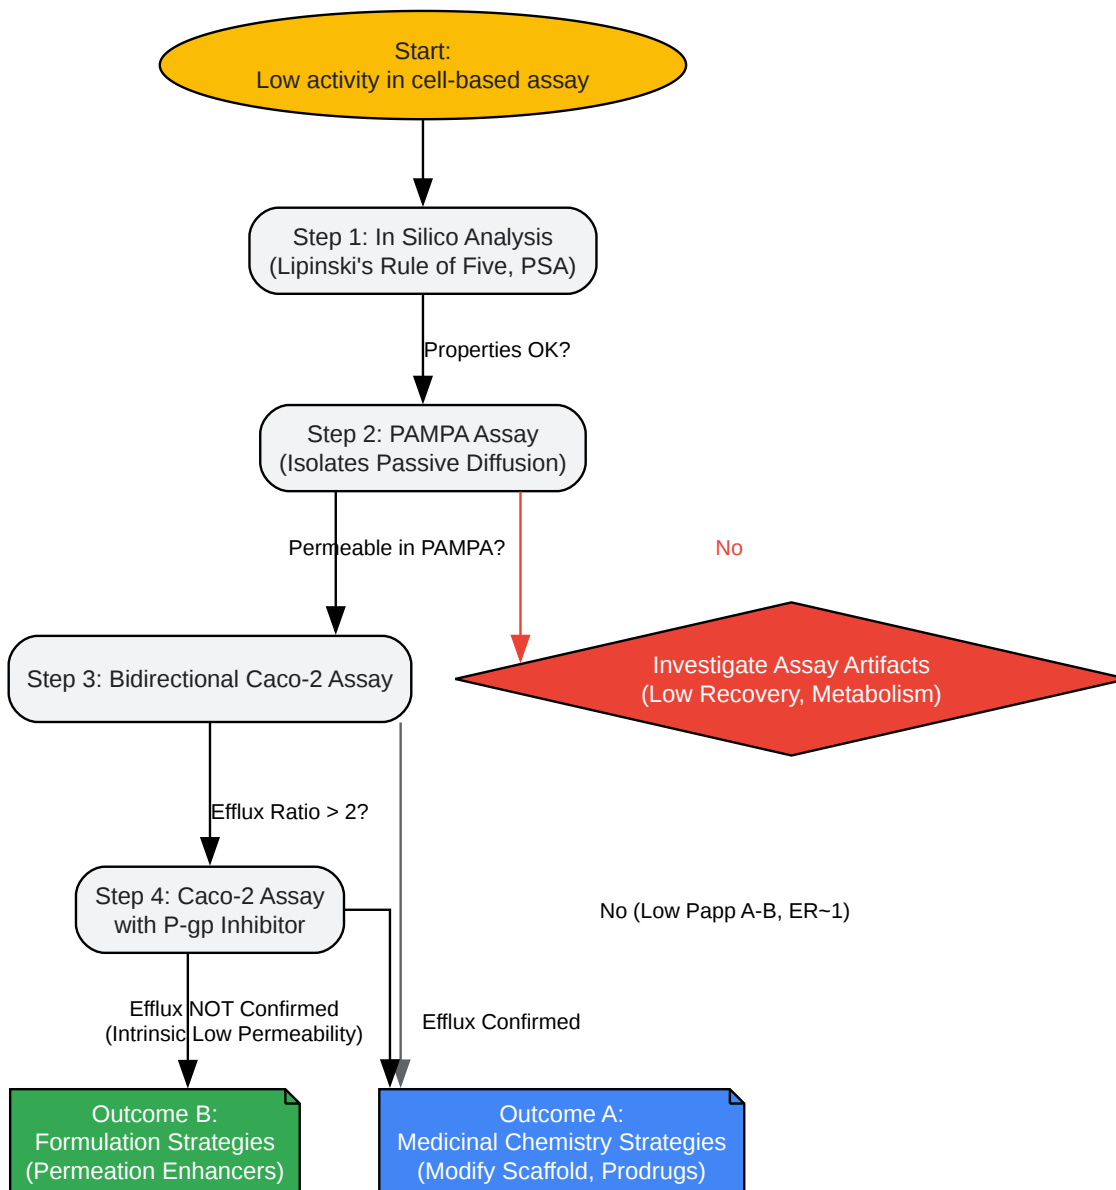 Start:
Low activity in cell-based assay
Step 1: In Silico Analysis
(Lipinski's Rule of Five, PSA)
Properties OK?
Step 2: PAMPA Assay
(Isolates Passive Diffusion)
Permeable in PAMPA?
No
Step 3: Bidirectional Caco-2 Assay
Investigate Assay Artifacts
(Low Recovery, Metabolism)
Efflux Ratio > 2?
Step 4: Caco-2 Assay
with P-gp Inhibitor
No (Low Papp A-B, ER~1)
Efflux NOT Confirmed
(Intrinsic Low Permeability)
Efflux Confirmed
Outcome B:
Formulation Strategies
(Permeation Enhancers)
Outcome A:
Medicinal Chemistry Strategies
(Modify Scaffold, Prodrugs)